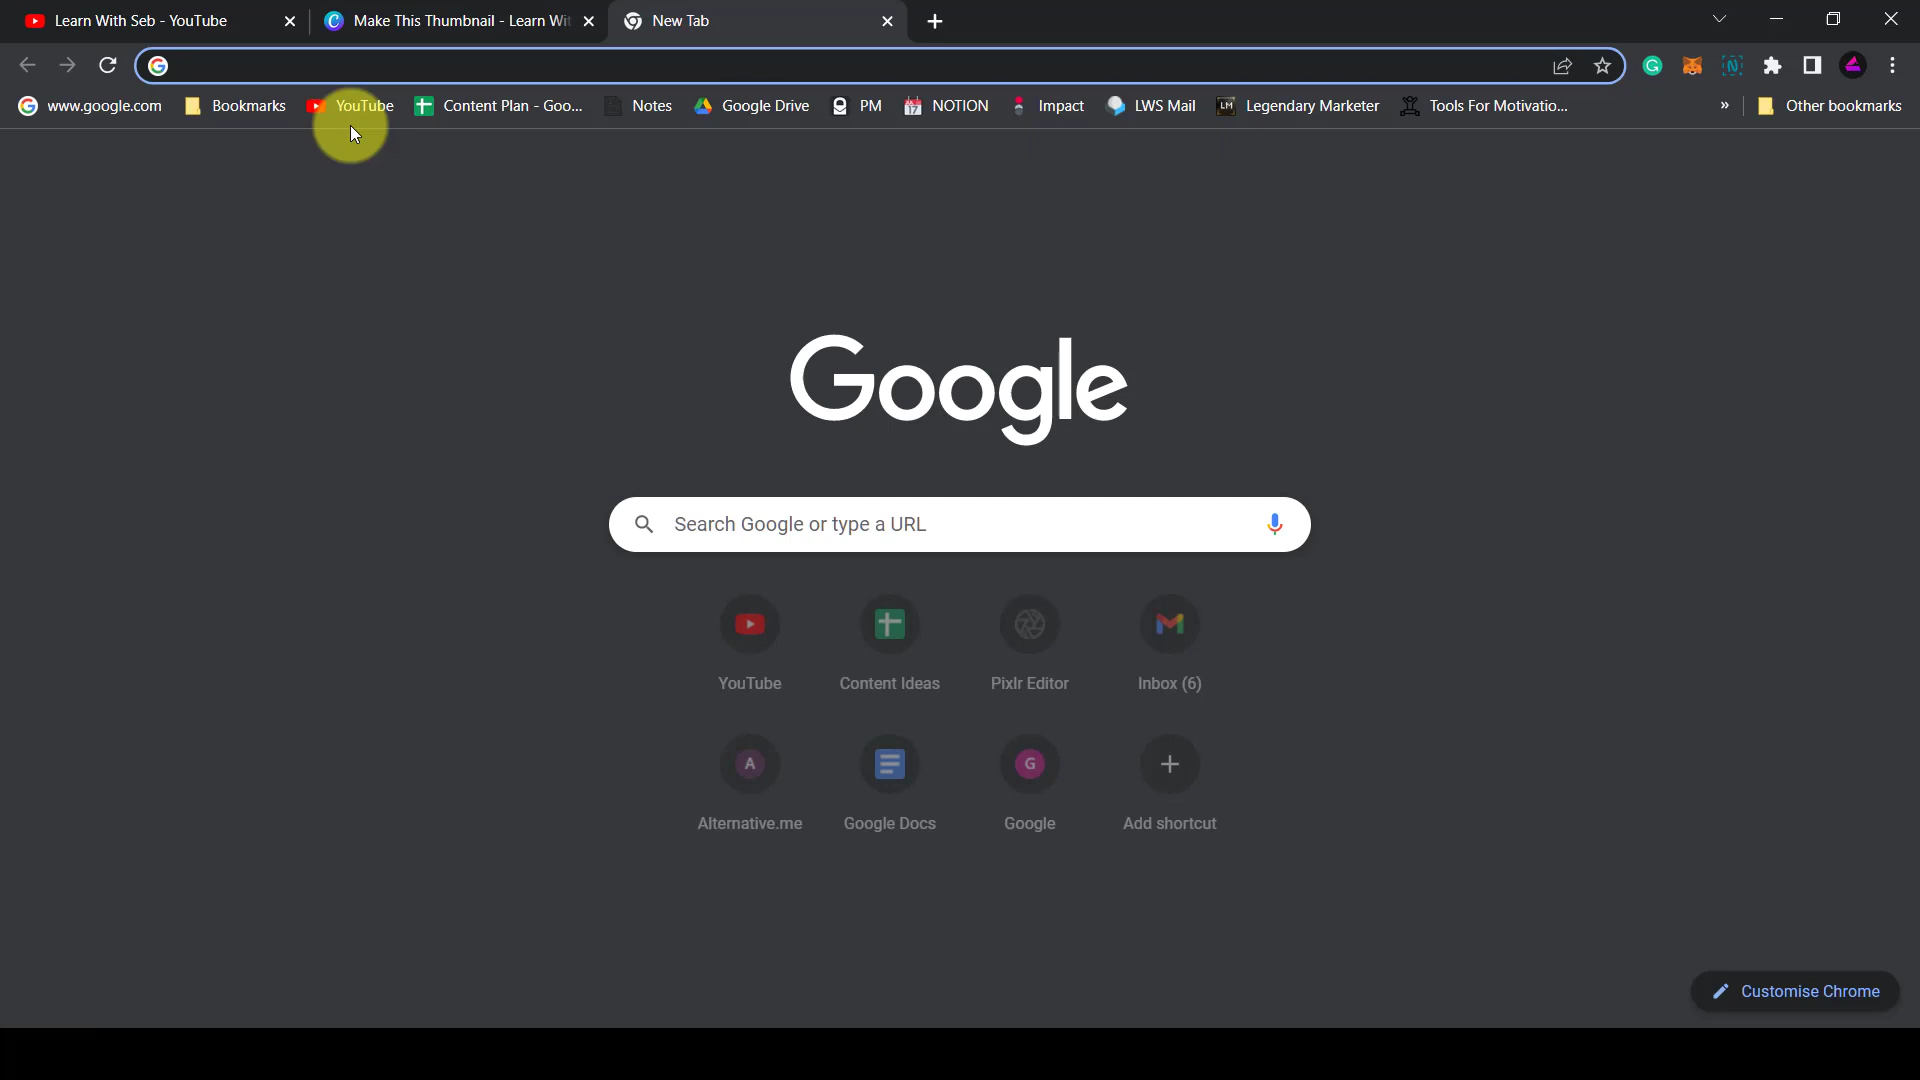 Learn With Seb - YouTube
Make This Thumbnail - Learn Wit
New Tab
www.google.com
Bookmarks
YouTube
Content Plan - Goo...
Notes
Google Drive
PM
17
NOTION
Impact
LWS Mail
LM
Legendary Marketer
Tools For Motivatio...
»
Other bookmarks
Google
Search Google or type a URL
YouTube
Content Ideas
Pixlr Editor
Inbox (6)
A
G
Alternative.me
Google Docs
Google
Add shortcut
Customise Chrome